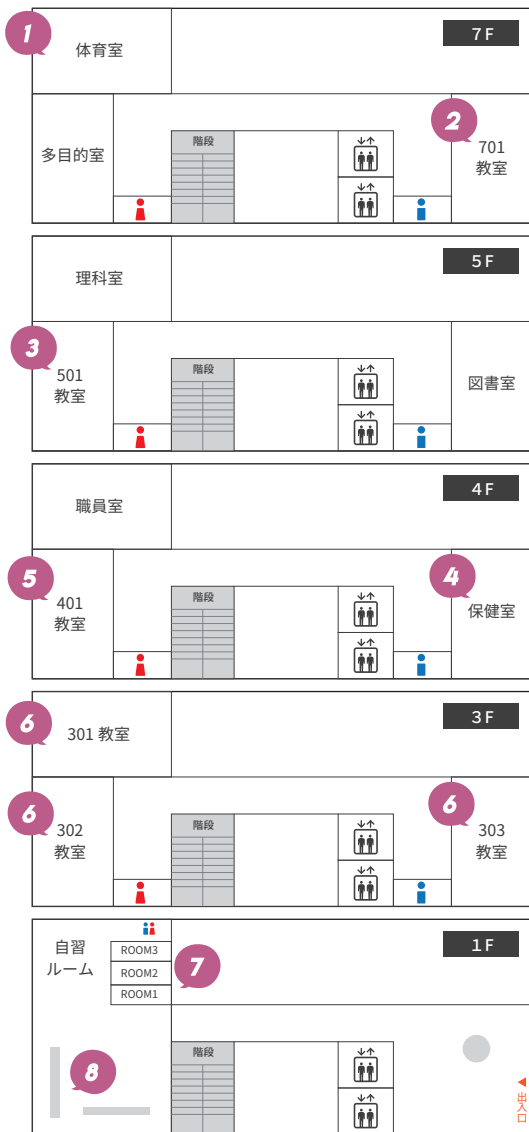 1
体育室
7F
多目的室
階段
2
701
教室
理科室
5F
3
501
教室
階段
図書室
職員室
4F
5
401
教室
階段
4
保健室
6
301 教室
3F
6
302
教室
階段
6
303
教室
自習
ルーム
ROOM3
ROOM2
ROOM1
7
1F
8
階段
出入口